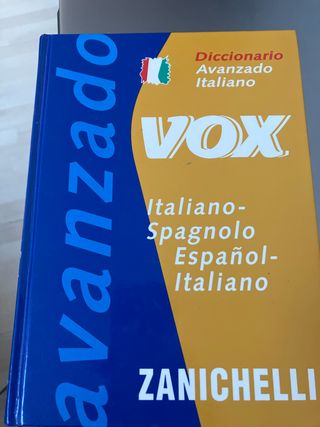 avanzado
Diccionario
Avanzado
Italiano
VOX
Italiano-
Spagnolo
Español-
Italiano
ZANICHELLI